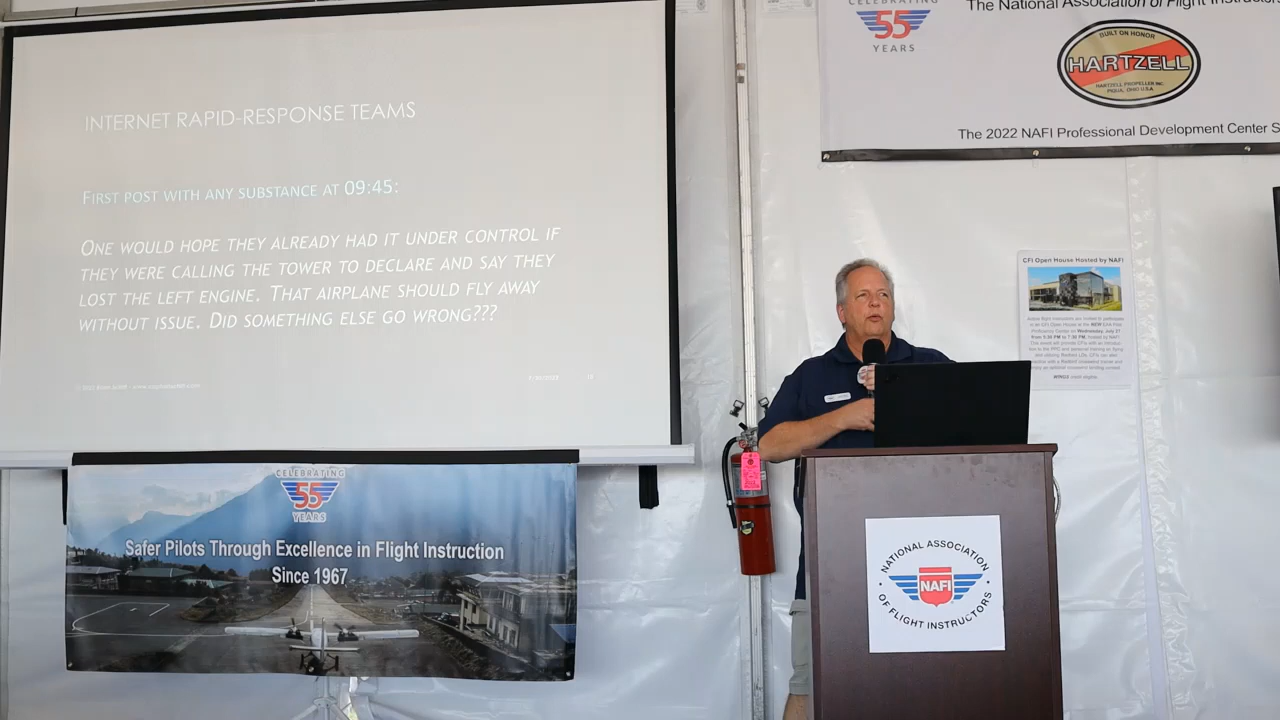 INTERNET RAPID-RESPONSE TEAMS
FIRST POST WITH ANY SUBSTANCE AT 09:45:
ONE WOULD HOPE THEY ALREADY HAD IT UNDER CONTROL IF
THEY WERE CALLING THE TOWER TO DECLARE AND SAY THEY
LOST THE LEFT ENGINE. THAT AIRPLANE SHOULD FLY AWAY
WITHOUT ISSUE. DID SOMETHING ELSE GO WRONG???
CELEBRATING
55
YEARS
Safer Pilots Through Excellence in Flight Instruction
Since 1967
CELEBRATING
55
YEARS
The National Association of Flight Instructors
BUILT ON HONOR
HARTZELL
HARTZELL PROPELLER INC.
PIQUA, OHIO U.S.A.
The 2022 NAFI Professional Development Center S
CFI Open House Hosted by NAFI
NATIONAL ASSOCIATION
NAFI
OF FLIGHT INSTRUCTORS